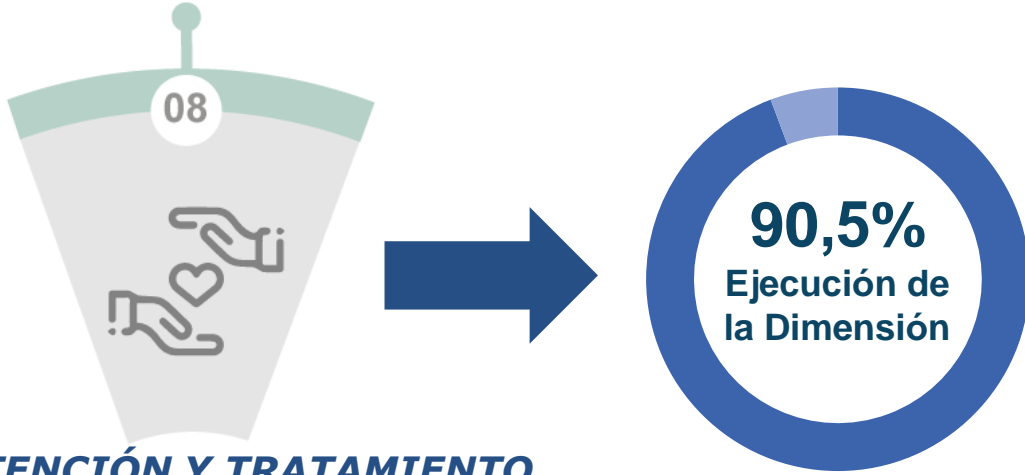 08
90,5%
Ejecución de
la Dimensión
TENCIÓN Y TRATAMIENTO